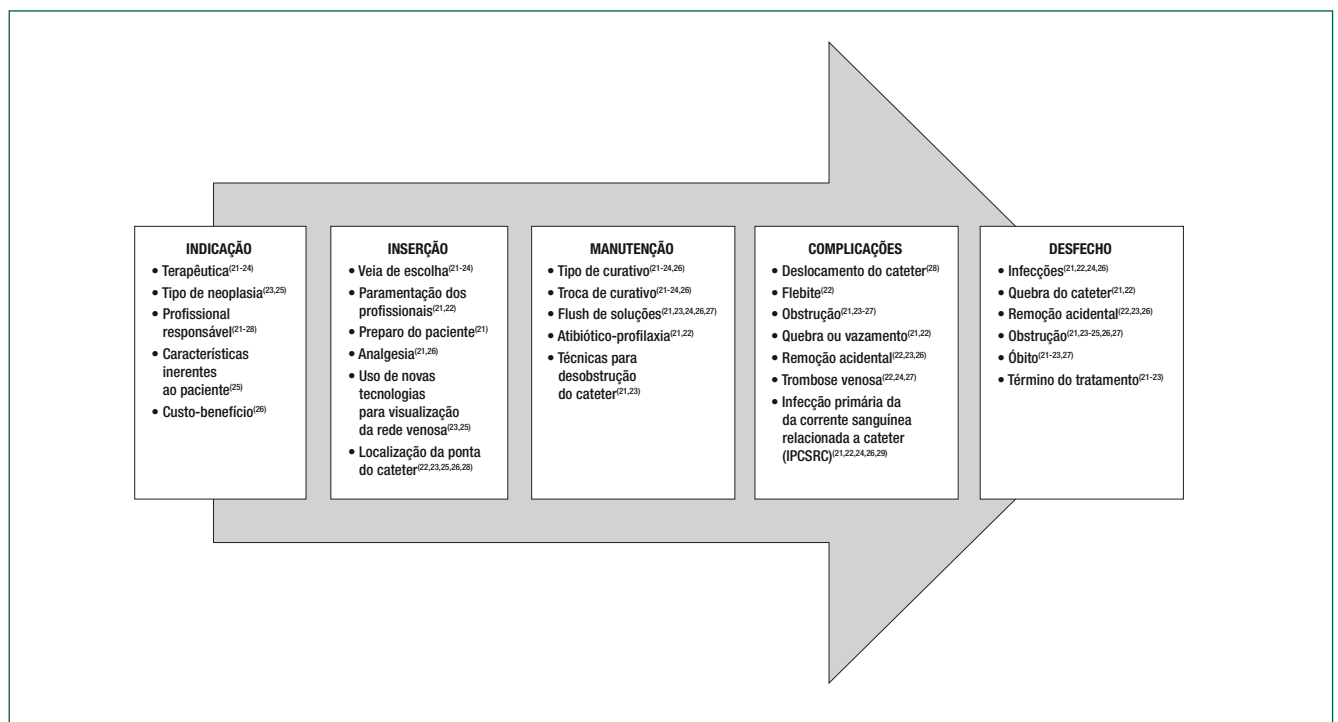 INDICAÇÃO
• Terapêutica(21-24)
• Tipo de neoplasia(23,25)
• Profissional
responsável(21-28)
• Características
inerentes
ao paciente(25)
• Custo-benefício(26)
INSERÇÃO
• Veia de escolha(21-24)
• Paramentação dos
profissionais(21,22)
• Preparo do paciente(21)
• Analgesia(21,26)
• Uso de novas
tecnologias
para visualização
da rede venosa(23,25)
• Localização da ponta
do cateter(22,23,25,26,28)
MANUTENÇÃO
• Tipo de curativo(21-24,26)
• Troca de curativo(21-24,26)
• Flush de soluções(21,23,24,26,27)
• Atibiótico-profilaxia(21,22)
• Técnicas para
desobstrução
do cateter(21,23)
COMPLICAÇÕES
• Deslocamento do cateter(28)
• Flebite(22)
• Obstrução(21,23-27)
• Quebra ou vazamento(21,22)
• Remoção acidental(22,23,26)
• Trombose venosa(22,24,27)
• Infecção primária da
da corrente sanguínea
relacionada a cateter
(IPCSRC)(21,22,24,26,29)
DESFECHO
• Infecções(21,22,24,26)
• Quebra do cateter(21,22)
• Remoção acidental(22,23,26)
• Obstrução(21,23-25,26,27)
• Óbito(21-23,27)
• Término do tratamento(21-23)